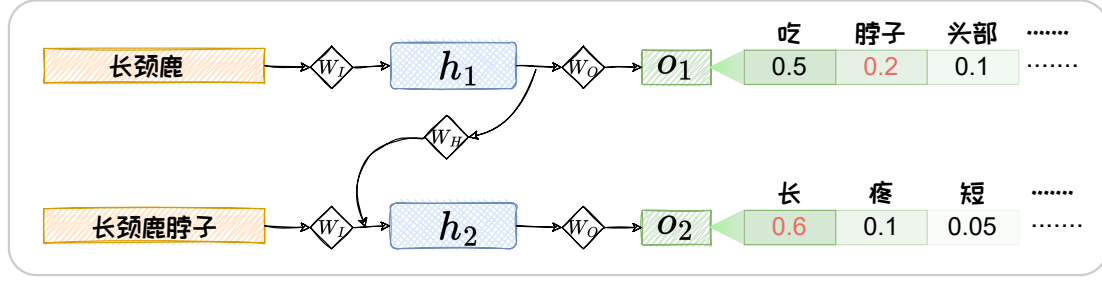 吃 脖子 头部 ……
长颈鹿 W_I h_1 W_O o_1 0.5 0.2 0.1 ……
W_H
长 疼 短 ……
长颈鹿脖子 W_I h_2 W_O o_2 0.6 0.1 0.05 ……